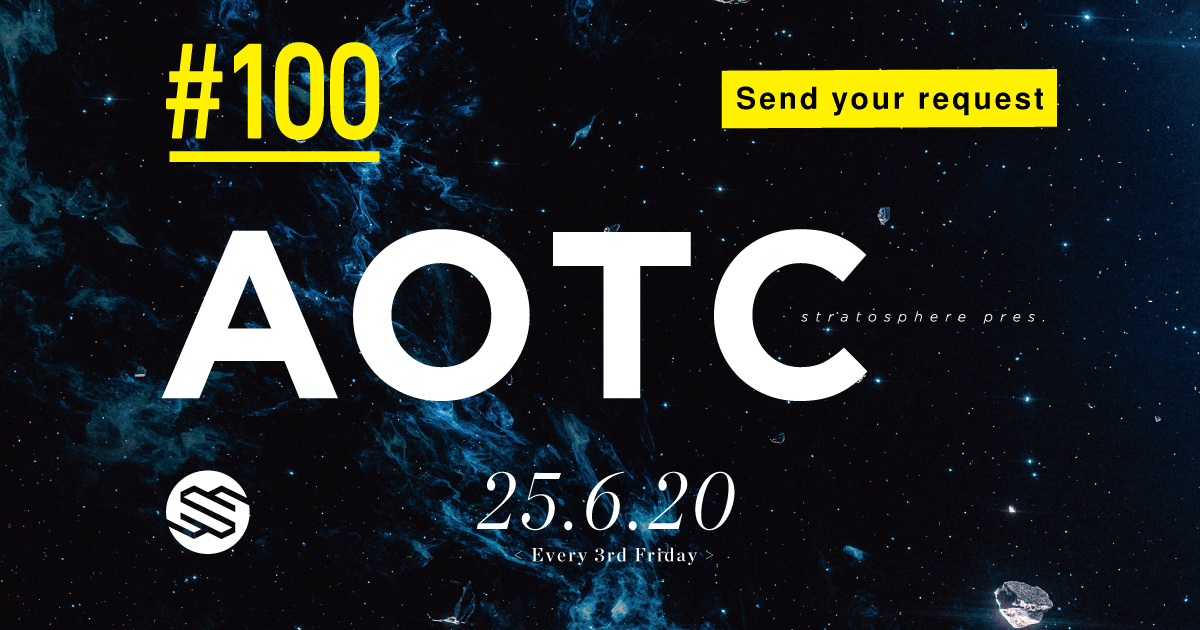 #100
Send your request
AOTC
stratosphere pres.
25.6.20
< Every 3rd Friday >